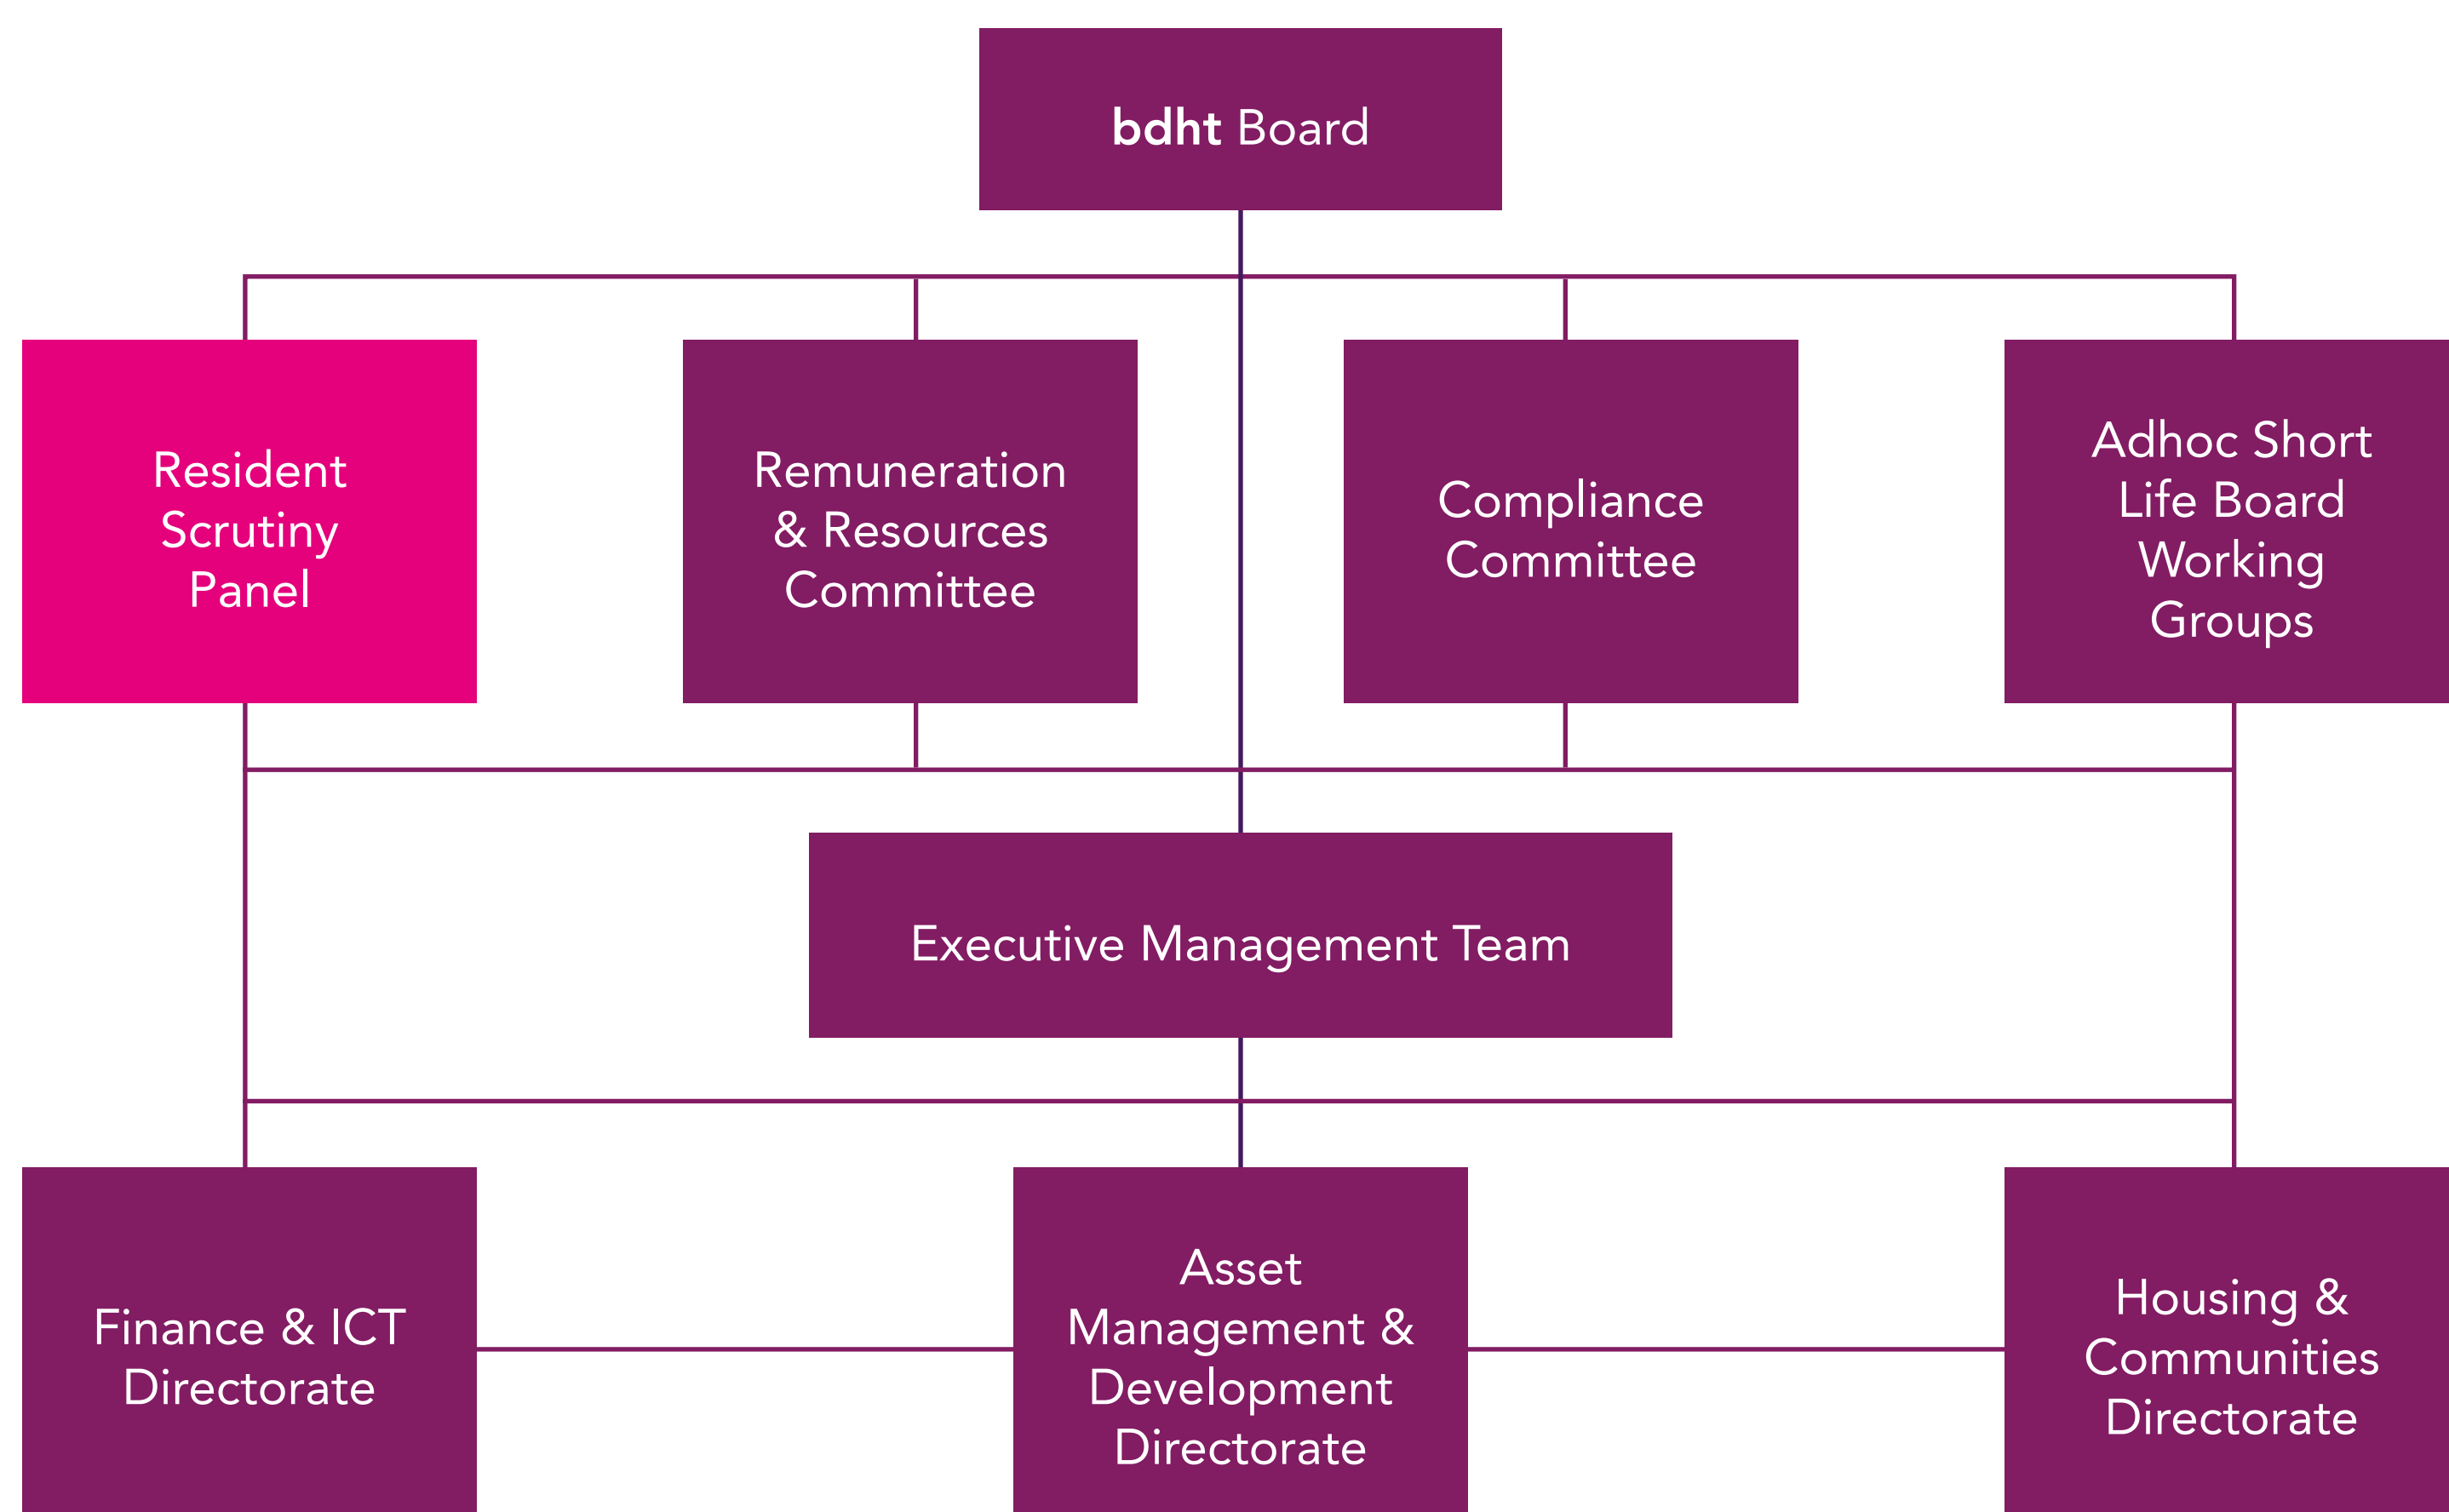 bdht Board
Resident
Scrutiny
Panel
Remuneration
& Resources
Committee
Compliance
Committee
Adhoc Short
Life Board
Working
Groups
Executive Management Team
Finance & ICT
Directorate
Asset
Management &
Development
Directorate
Housing &
Communities
Directorate